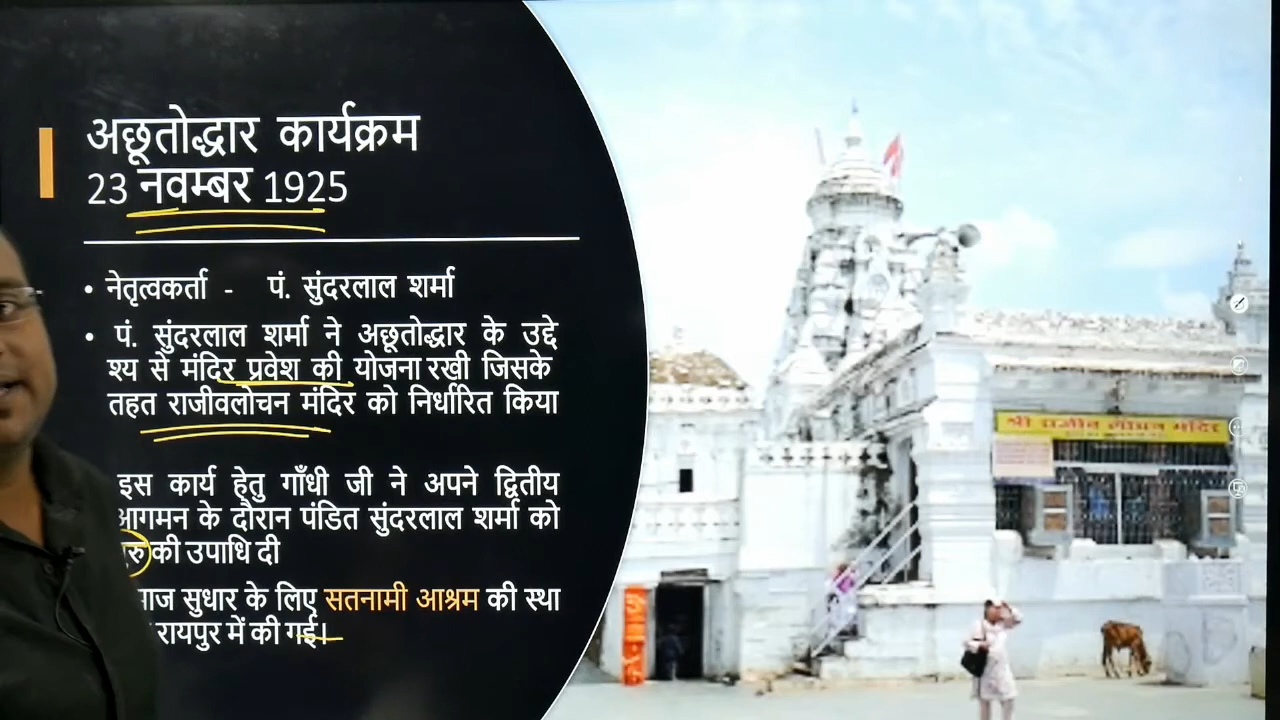 अछूतोद्धार कार्यक्रम
23 नवम्बर 1925
• नेतृत्वकर्ता - पं. सुंदरलाल शर्मा
• पं. सुंदरलाल शर्मा ने अछूतोद्धार के उद्दे
श्य से मंदिर प्रवेश की योजना रखी जिसके
तहत राजीवलोचन मंदिर को निर्धारित किया
इस कार्य हेतु गाँधी जी ने अपने द्वितीय
आगमन के दौरान पंडित सुंदरलाल शर्मा को
की उपाधि दी
सुधार के लिए सतनामी आश्रम की स्था
रायपुर में की गई।
श्री राजीव लोचन मंदिर